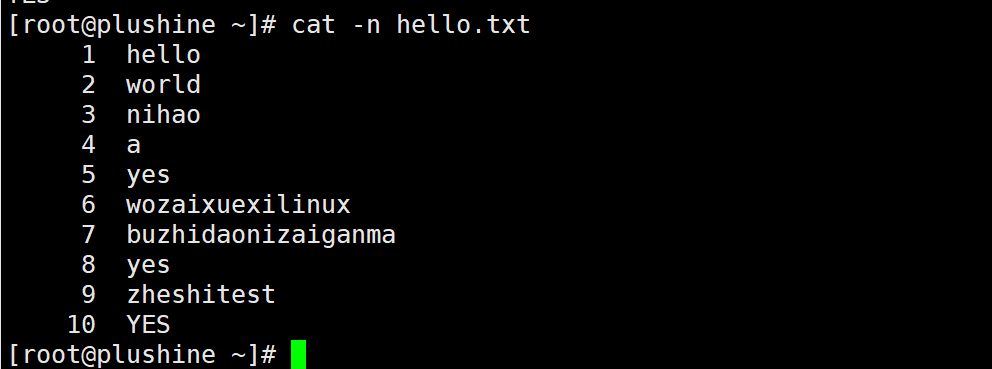 [root@plushine ~]# cat -n hello.txt
1 hello
2 world
3 nihao
4 a
5 yes
6 wozaixuexilinux
7 buzhidaonizaiganma
8 yes
9 zheshitest
10 YES
[root@plushine ~]#